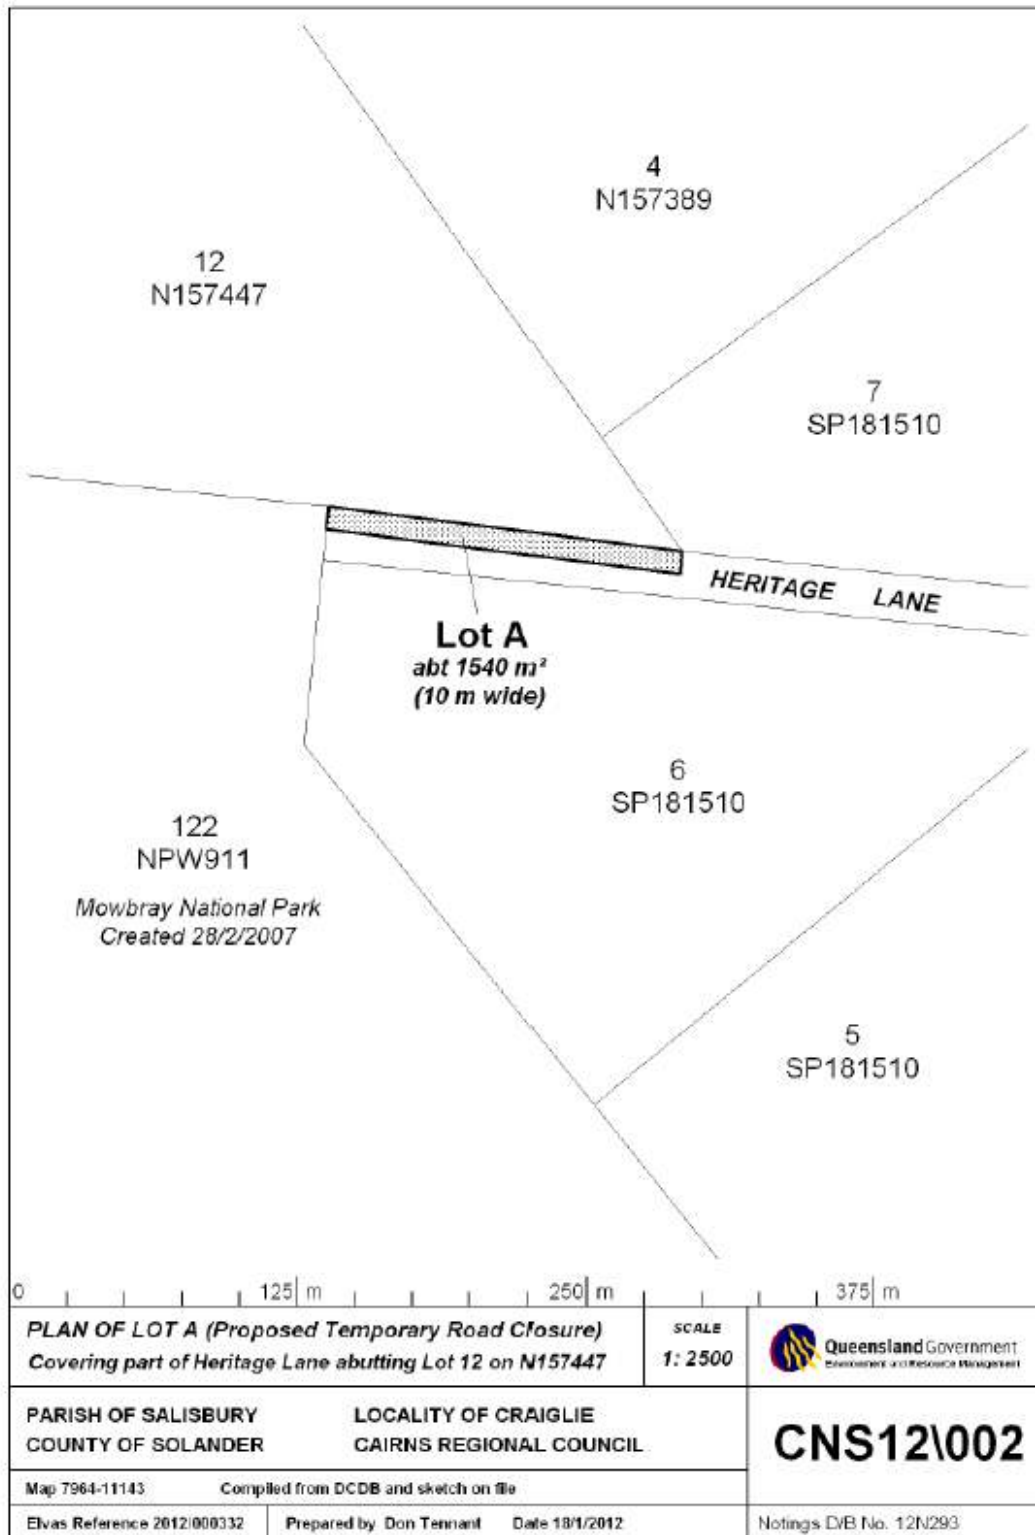 4
N157389
12
N157447
7
SP181510
HERITAGE LANE
Lot A
abt 1540 m²
(10 m wide)
6
SP181510
122
NPW911
Mowbray National Park
Created 28/2/2007
5
SP181510
0 125 m 250 m 375 m
PLAN OF LOT A (Proposed Temporary Road Closure)
Covering part of Heritage Lane abutting Lot 12 on N157447
SCALE
1: 2500
Queensland Government
Environment and Resource Management
PARISH OF SALISBURY LOCALITY OF CRAIGLIE
COUNTY OF SOLANDER CAIRNS REGIONAL COUNCIL
CNS12\002
Map 7964-11143 Compiled from DCDB and sketch on file
Elvas Reference 2012/000332 Prepared by Don Tennant Date 18/1/2012
Notings D/B No. 12N293